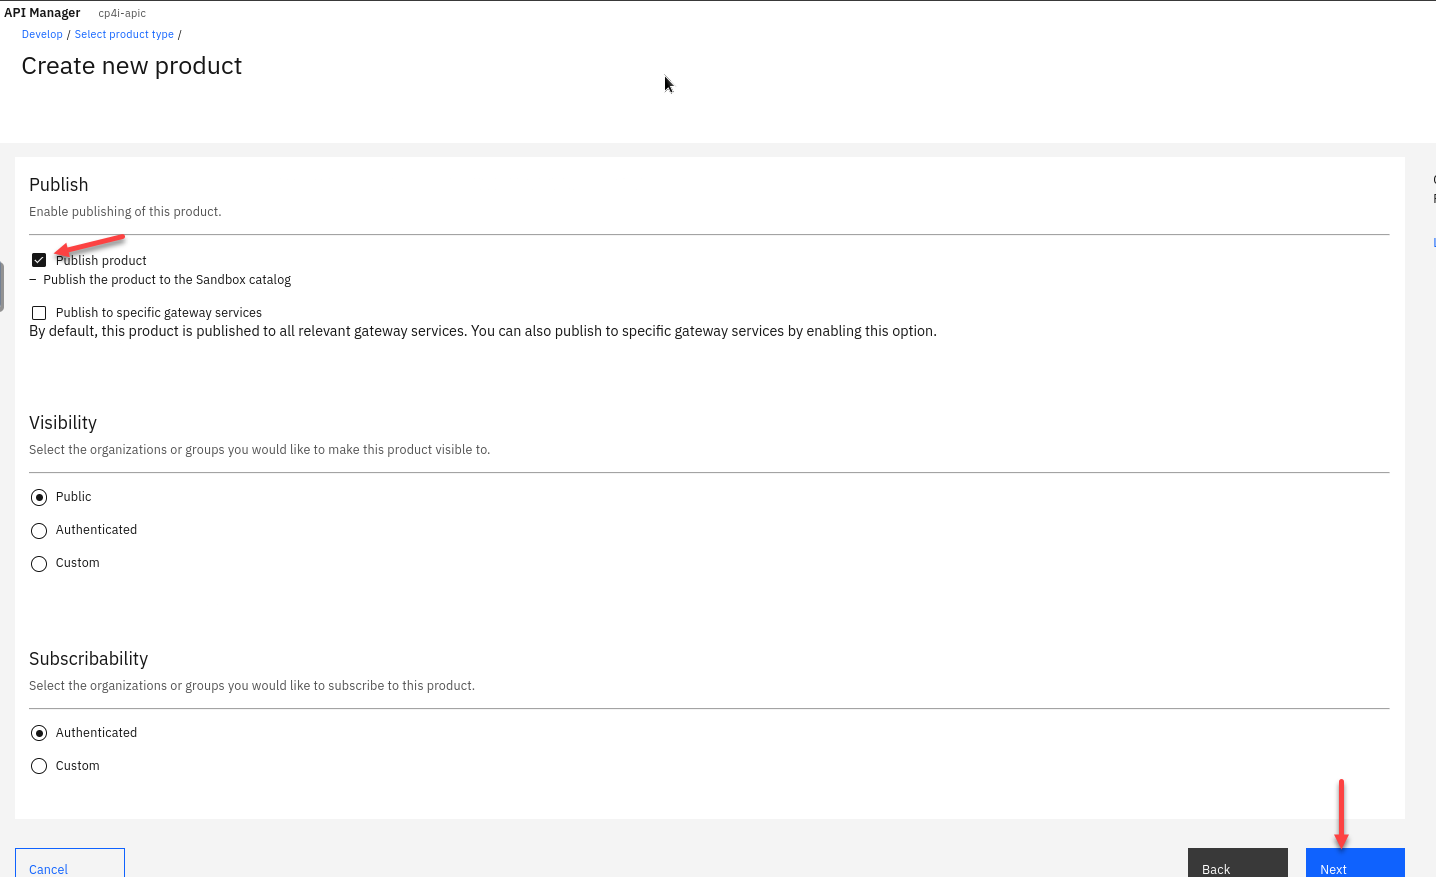 API Manager cp4i-apic
Develop / Select product type /
Create new product
Publish
Enable publishing of this product.
Publish product
– Publish the product to the Sandbox catalog
Publish to specific gateway services
By default, this product is published to all relevant gateway services. You can also publish to specific gateway services by enabling this option.
Visibility
Select the organizations or groups you would like to make this product visible to.
Public
Authenticated
Custom
Subscribability
Select the organizations or groups you would like to subscribe to this product.
Authenticated
Custom
Cancel Back Next